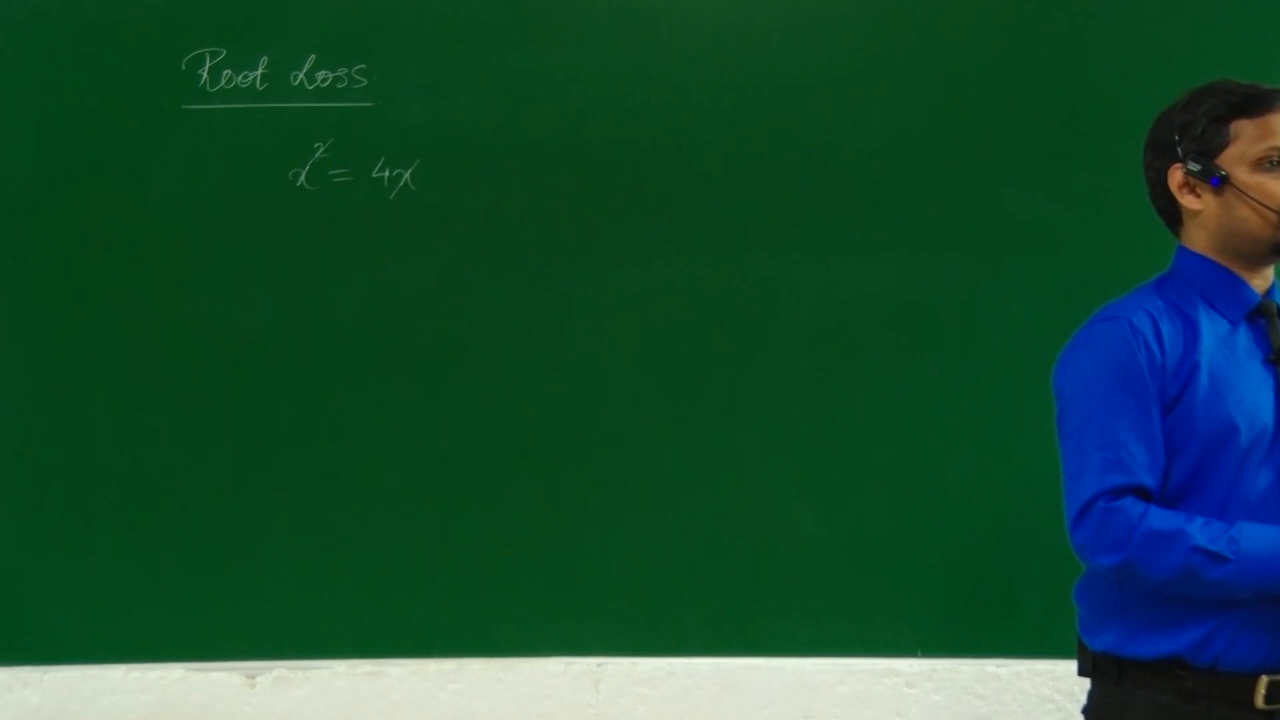 Root Loss
x² = 4x